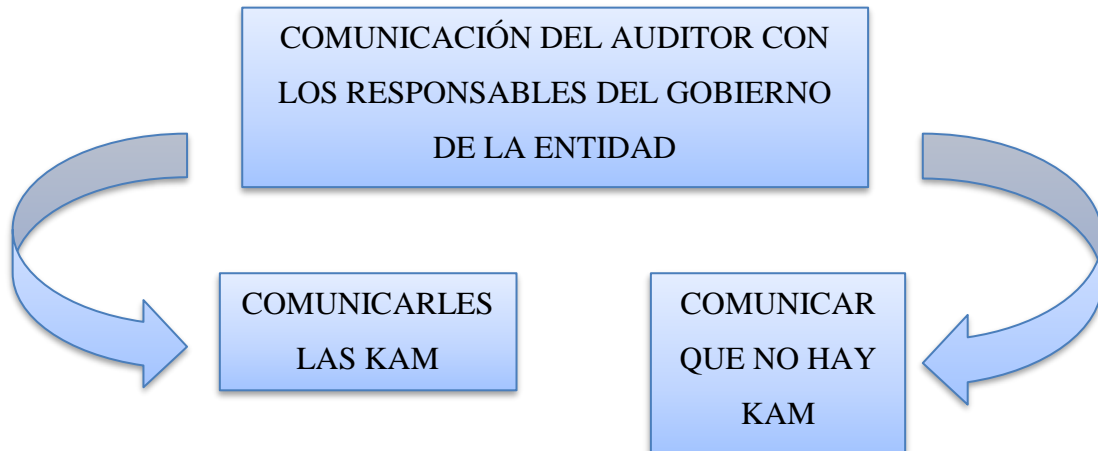 COMUNICACIÓN DEL AUDITOR CON
LOS RESPONSABLES DEL GOBIERNO
DE LA ENTIDAD
COMUNICARLES
LAS KAM
COMUNICAR
QUE NO HAY
KAM